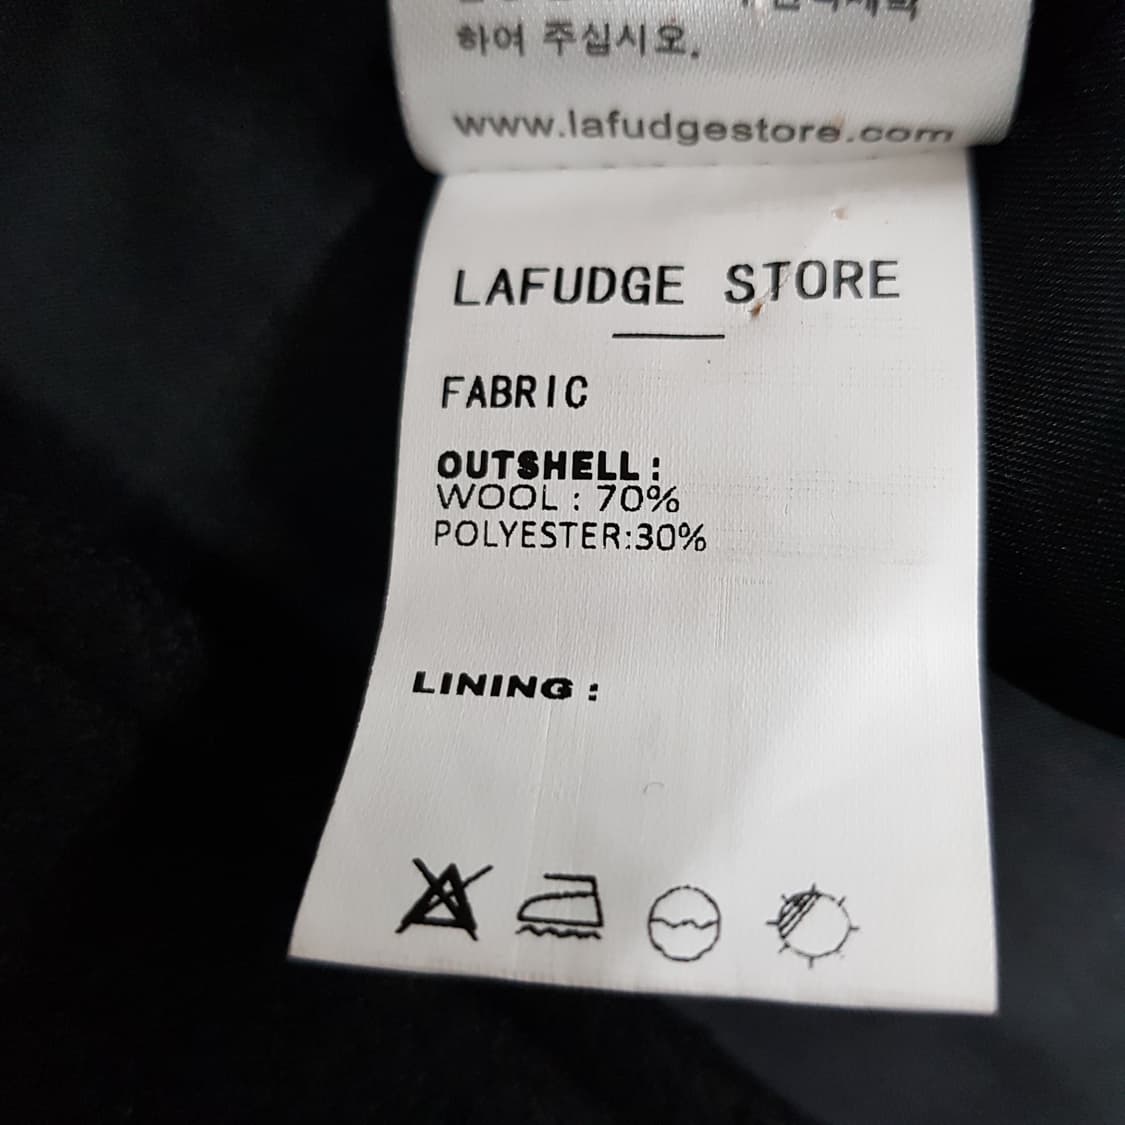 하여 주십시오.
www.lafudgestore.com
LAFUDGE STORE
FABRIC
OUTSHELL:
WOOL: 70%
POLYESTER:30%
LINING: